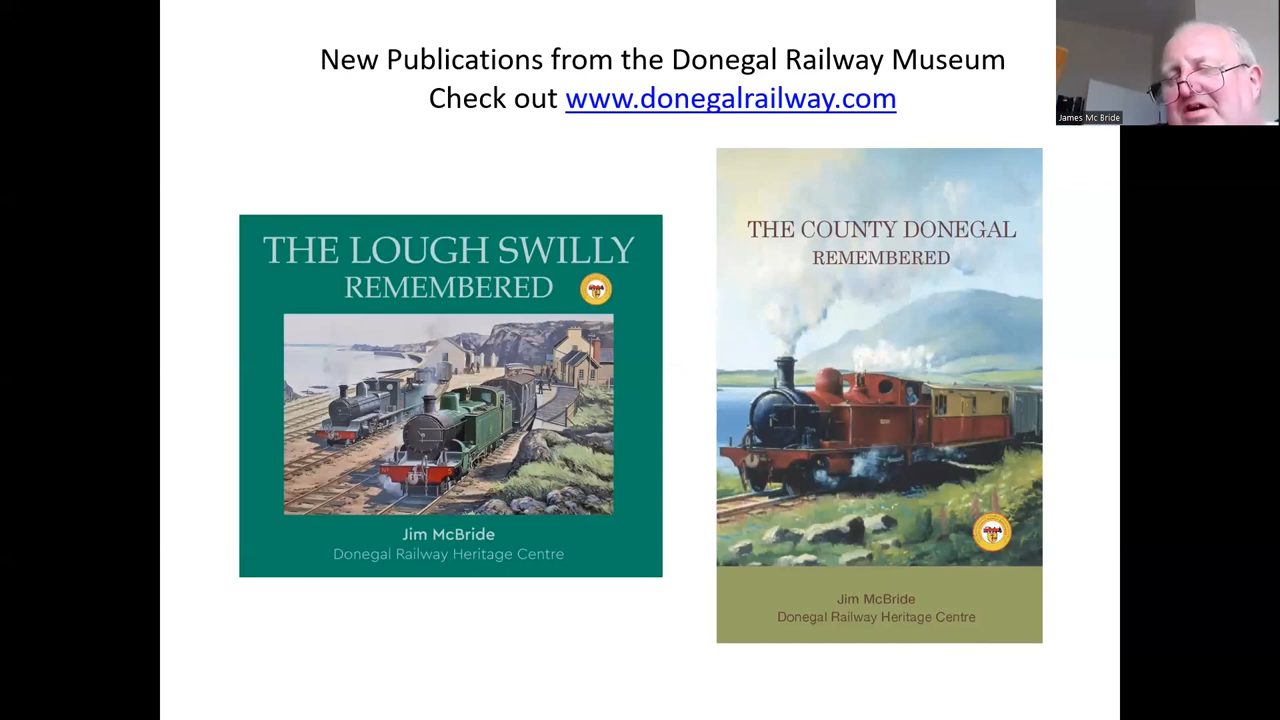 New Publications from the Donegal Railway Museum
Check out www.donegalrailway.com
James Mc Bride
THE LOUGH SWILLY
REMEMBERED
Jim McBride
Donegal Railway Heritage Centre
THE COUNTY DONEGAL
REMEMBERED
Jim McBride
Donegal Railway Heritage Centre